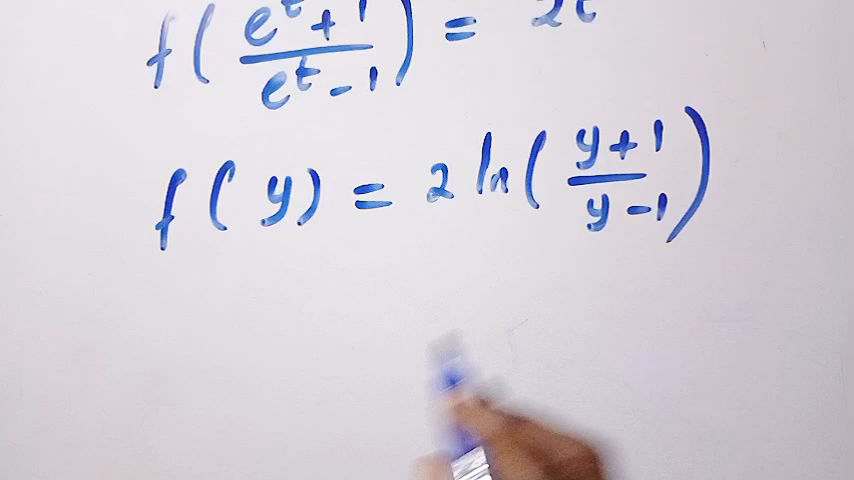 f(e^t+1/e^t-1) = 2t
f(y) = 2 ln(y+1/y-1)